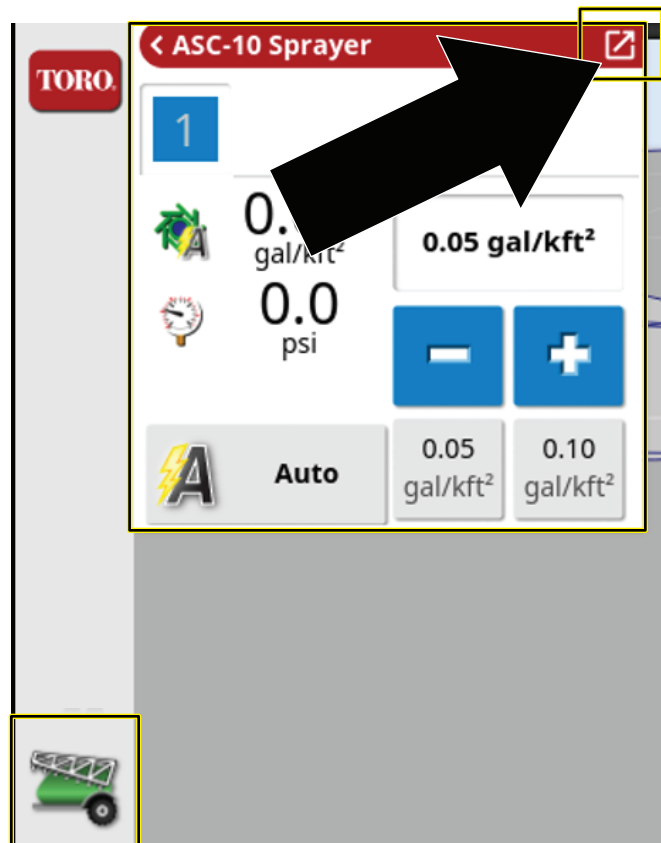 ASC-10 Sprayer
TORO.
1
0.
gal/kft²
0.05 gal/kft²
0.0
psi
A
Auto
0.05
gal/kft²
0.10
gal/kft²